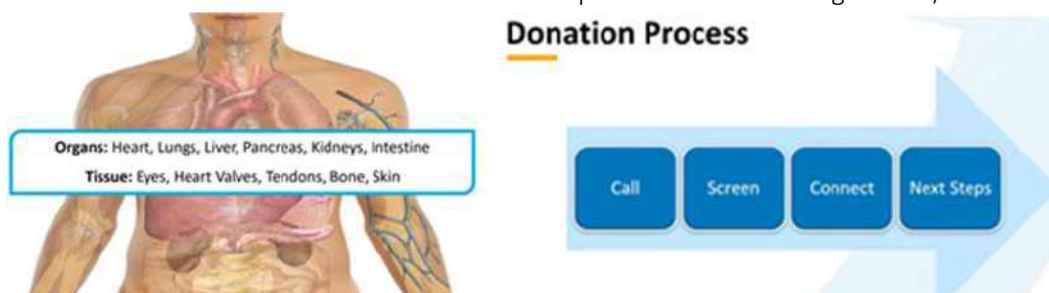 Donation Process
Organs: Heart, Lungs, Liver, Pancreas, Kidneys, Intestine
Tissue: Eyes, Heart Valves, Tendons, Bone, Skin
Call
Screen
Connect
Next Steps